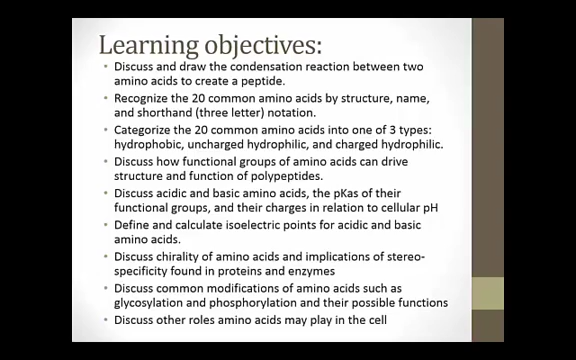 Learning objectives:
• Discuss and draw the condensation reaction between two
amino acids to create a peptide.
• Recognize the 20 common amino acids by structure, name,
and shorthand (three letter) notation.
• Categorize the 20 common amino acids into one of 3 types:
hydrophobic, uncharged hydrophilic, and charged hydrophilic.
• Discuss how functional groups of amino acids can drive
structure and function of polypeptides.
• Discuss acidic and basic amino acids, the pKas of their
functional groups, and their charges in relation to cellular pH
• Define and calculate isoelectric points for acidic and basic
amino acids.
• Discuss chirality of amino acids and implications of stereo-
specificity found in proteins and enzymes
• Discuss common modifications of amino acids such as
glycosylation and phosphorylation and their possible functions
• Discuss other roles amino acids may play in the cell